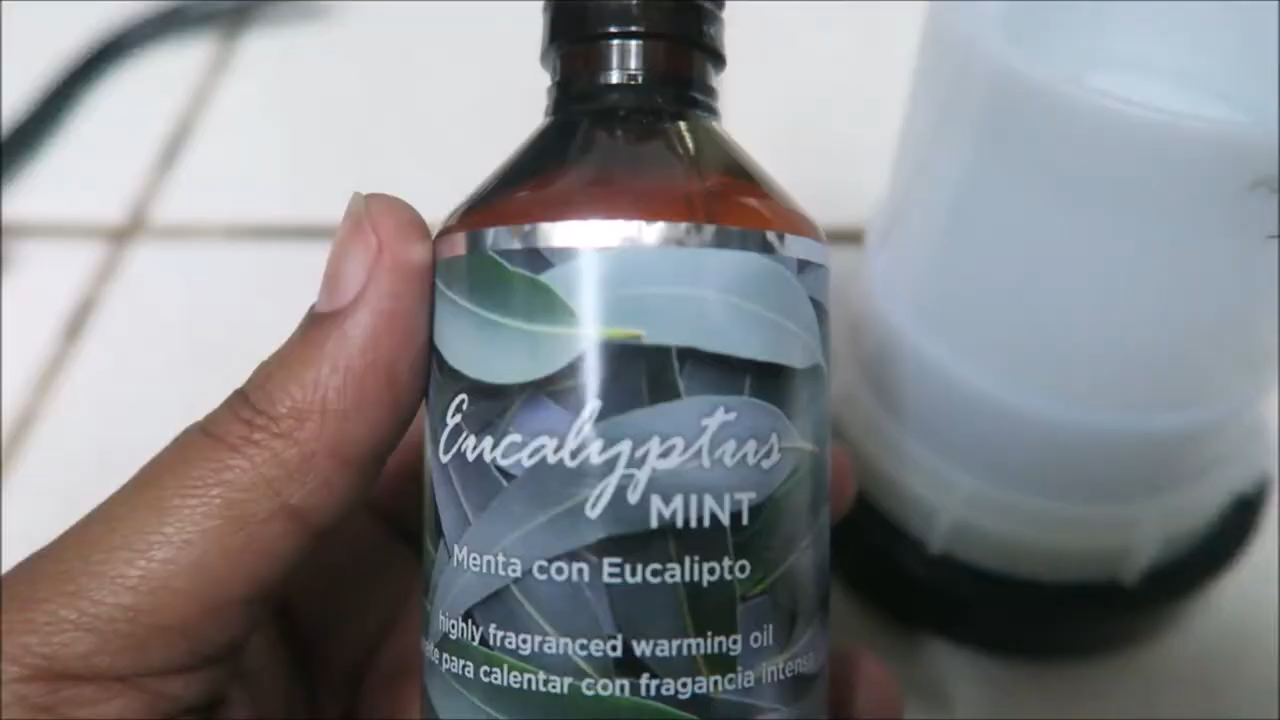 Eucalyptus
MINT
Menta con Eucalipto
highly fragranced warming oil
para calentar con fragancia intensa